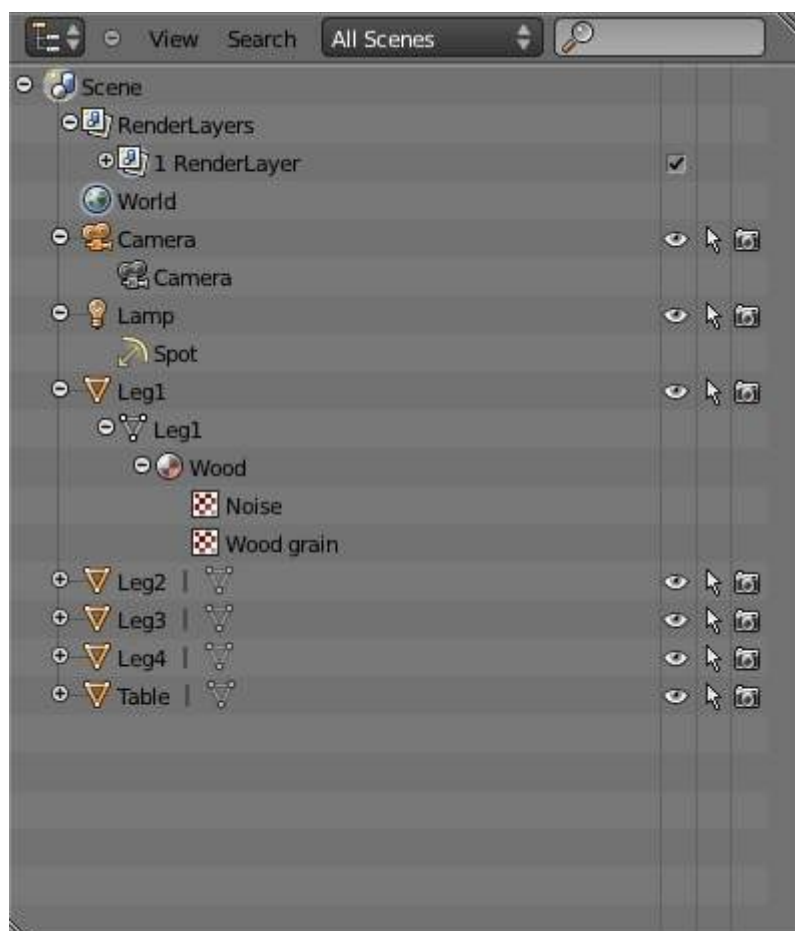 View Search All Scenes
Scene
RenderLayers
1 RenderLayer
World
Camera
Camera
Lamp
Spot
Leg1
Leg1
Wood
Noise
Wood grain
Leg2 |
Leg3 |
Leg4 |
Table |